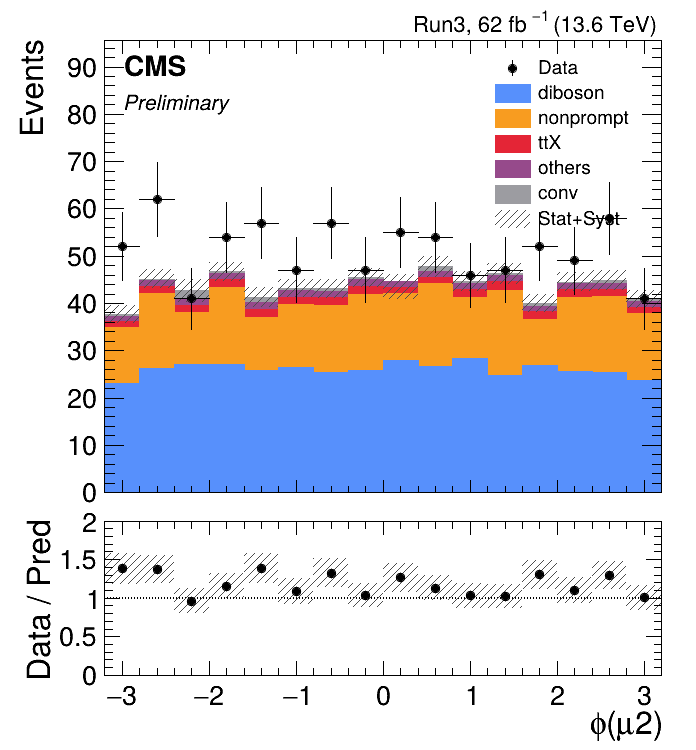 Run3, 62 fb⁻¹ (13.6 TeV)
Events
90
80
70
60
50
40
30
20
10
0
CMS
Preliminary
Data
diboson
nonprompt
ttX
others
conv
Stat+Syst
Data / Pred
2
1.5
1
0.5
0
−3
−2
−1
0
1
2
3
ϕ(μ2)